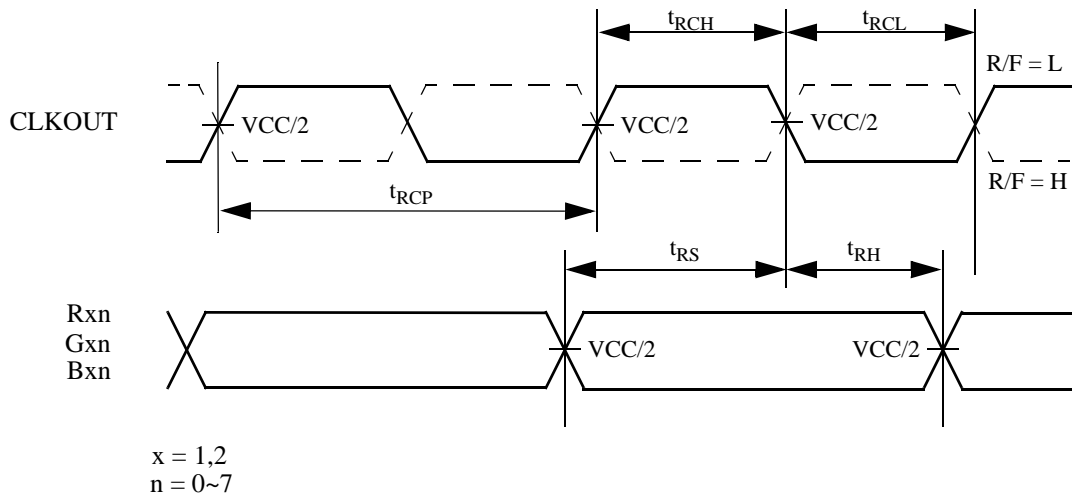 tRCH
tRCL
R/F = L
CLKOUT
VCC/2
VCC/2
VCC/2
R/F = H
tRCP
tRS
tRH
Rxn
Gxn
Bxn
VCC/2
VCC/2
x = 1,2
n = 0~7